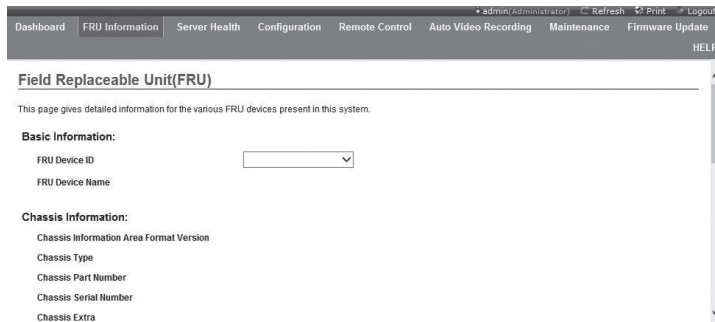 admin(Administrator) Refresh Print Logout
Dashboard FRU Information Server Health Configuration Remote Control Auto Video Recording Maintenance Firmware Update
HELP
Field Replaceable Unit(FRU)
This page gives detailed information for the various FRU devices present in this system.
Basic Information:
FRU Device ID
FRU Device Name
Chassis Information:
Chassis Information Area Format Version
Chassis Type
Chassis Part Number
Chassis Serial Number
Chassis Extra